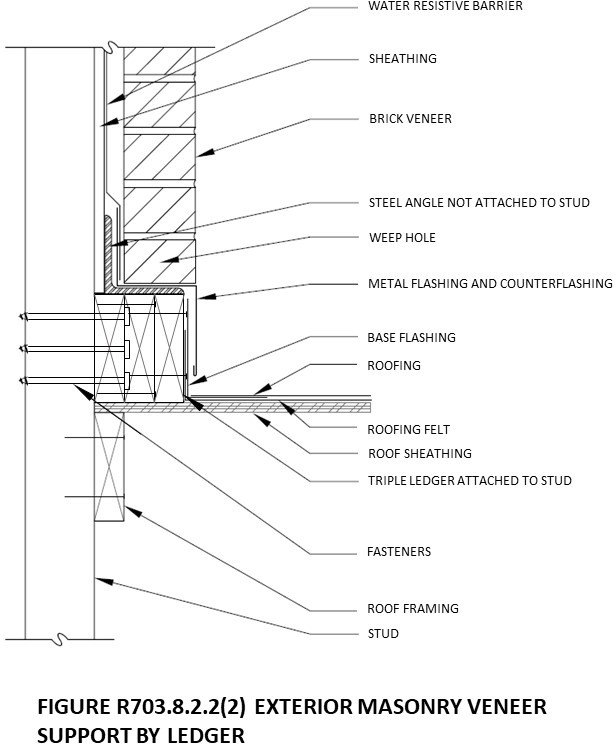 WATER RESISTIVE BARRIER
SHEATHING
BRICK VENEER
STEEL ANGLE NOT ATTACHED TO STUD
WEEP HOLE
METAL FLASHING AND COUNTERFLASHING
BASE FLASHING
ROOFING
ROOFING FELT
ROOF SHEATHING
TRIPLE LEDGER ATTACHED TO STUD
FASTENERS
ROOF FRAMING
STUD
FIGURE R703.8.2.2(2) EXTERIOR MASONRY VENEER
SUPPORT BY LEDGER